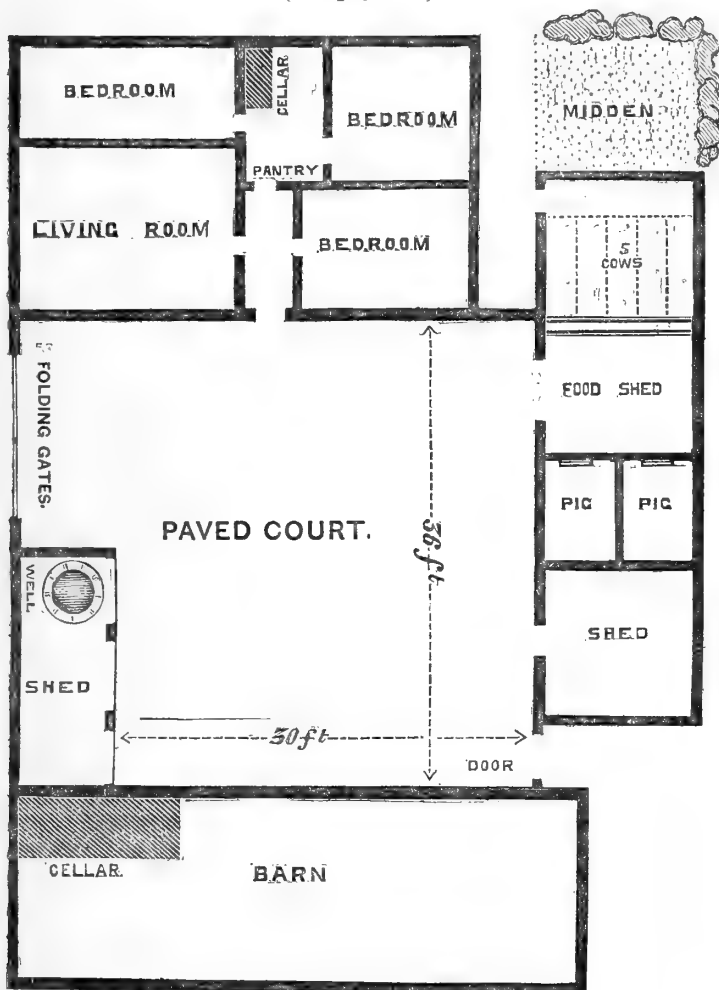 BEDROOM
CELLAR
BEDROOM
MIDDEN
PANTRY
LIVING ROOM
BEDROOM
5
COWS
FOLDING GATES.
FOOD SHED
PAVED COURT.
36 ft
PIG
PIG
WELL
SHED
SHED
30 ft
DOOR
CELLAR.
BARN